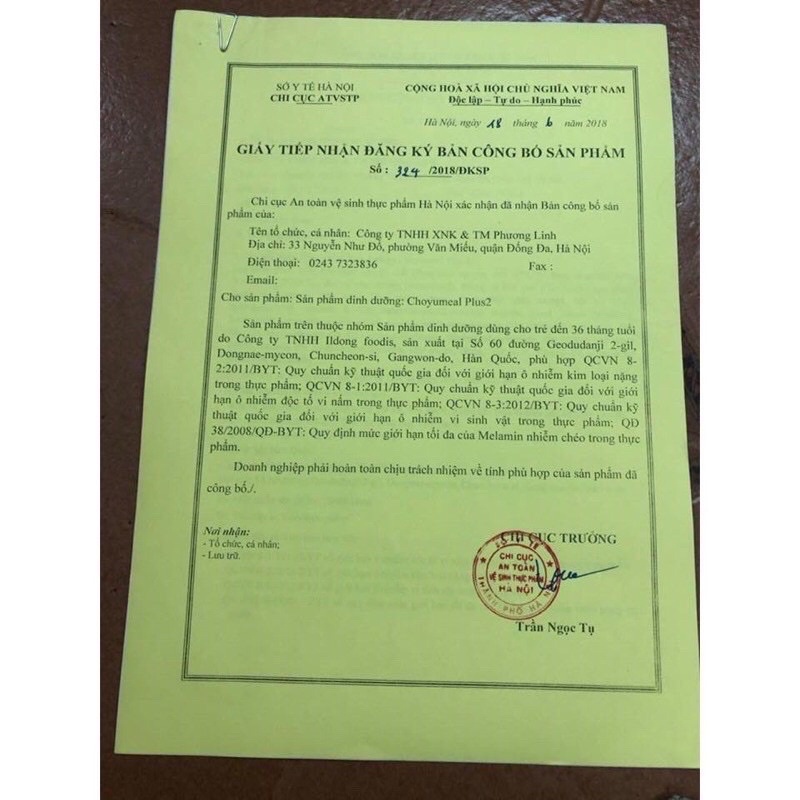 SỞ Y TẾ HÀ NỘI
CHI CỤC ATVSTP
CỘNG HOÀ XÃ HỘI CHỦ NGHĨA VIỆT NAM
Độc lập – Tự do – Hạnh phúc
Hà Nội, ngày 18 tháng 6 năm 2018
GIẤY TIẾP NHẬN ĐĂNG KÝ BẢN CÔNG BỐ SẢN PHẨM
Số : 324 /2018/ĐKSP
Chi cục An toàn vệ sinh thực phẩm Hà Nội xác nhận đã nhận Bản công bố sản
phẩm của:
Tên tổ chức, cá nhân: Công ty TNHH XNK & TM Phương Linh
Địa chỉ: 33 Nguyễn Như Đổ, phường Văn Miếu, quận Đống Đa, Hà Nội
Điện thoại: 0243 7323836 Fax :
Email:
Cho sản phẩm: Sản phẩm dinh dưỡng: Choyumeal Plus2
Sản phẩm trên thuộc nhóm Sản phẩm dinh dưỡng dùng cho trẻ đến 36 tháng tuổi
do Công ty TNHH Ildong foodis, sản xuất tại Số 60 đường Geodudanji 2-gil,
Dongnae-myeon, Chuncheon-si, Gangwon-do, Hàn Quốc, phù hợp QCVN 8-
2:2011/BYT: Quy chuẩn kỹ thuật quốc gia đối với giới hạn ô nhiễm kim loại nặng
trong thực phẩm; QCVN 8-1:2011/BYT: Quy chuẩn kỹ thuật quốc gia đối với giới
hạn ô nhiễm độc tố vi nấm trong thực phẩm; QCVN 8-3:2012/BYT: Quy chuẩn kỹ
thuật quốc gia đối với giới hạn ô nhiễm vi sinh vật trong thực phẩm; QĐ
38/2008/QĐ-BYT: Quy định mức giới hạn tối đa của Melamin nhiễm chéo trong thực
phẩm.
Doanh nghiệp phải hoàn toàn chịu trách nhiệm về tính phù hợp của sản phẩm đã
công bố./.
Nơi nhận:
- Tổ chức, cá nhân;
- Lưu trữ.
CHI CỤC TRƯỞNG
SỞ Y TẾ
CHI CỤC
AN TOÀN
VỆ SINH THỰC PHẨM
HÀ NỘI
THÀNH PHỐ HÀ NỘI
Trần Ngọc Tụ